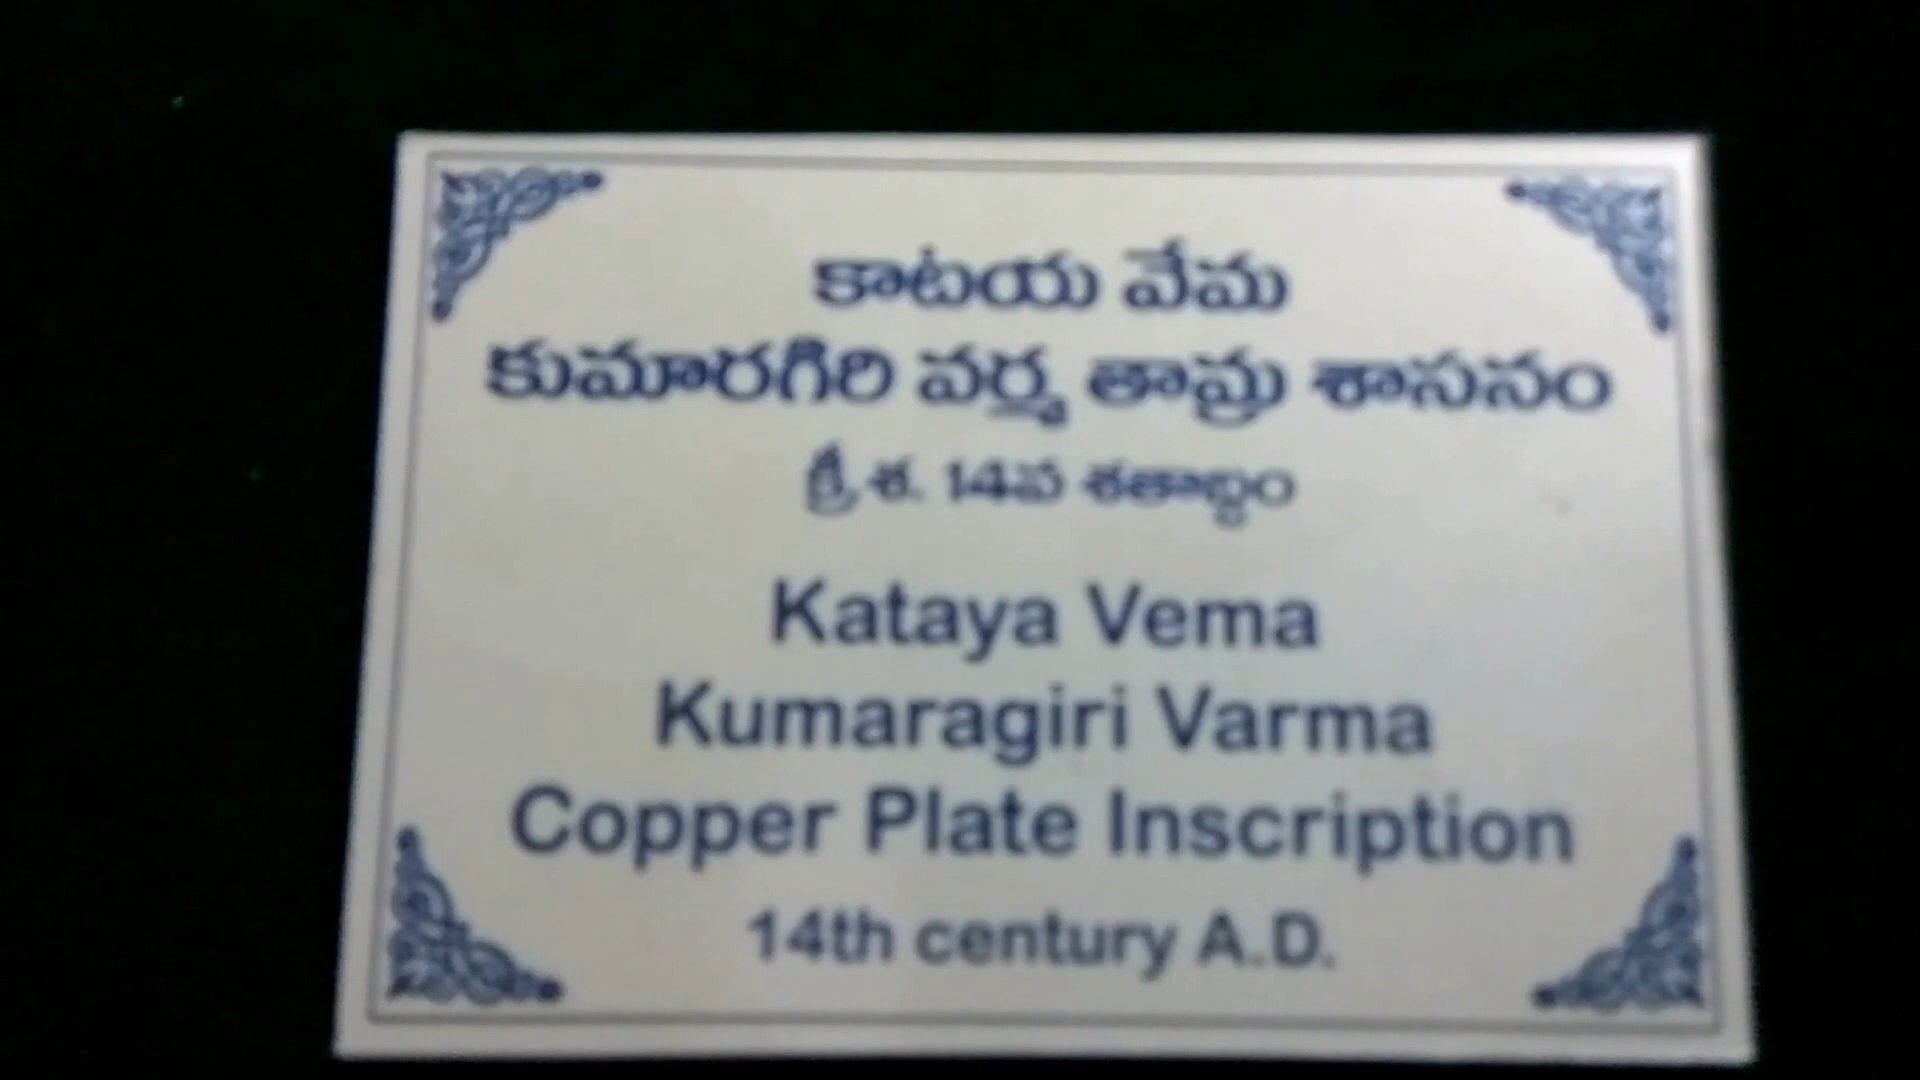 కాటయ వేమ
కుమారగిరి వర్మ తామ్ర శాసనం
క్రీ.శ. 14వ శతాబ్దం
Kataya Vema
Kumaragiri Varma
Copper Plate Inscription
14th century A.D.